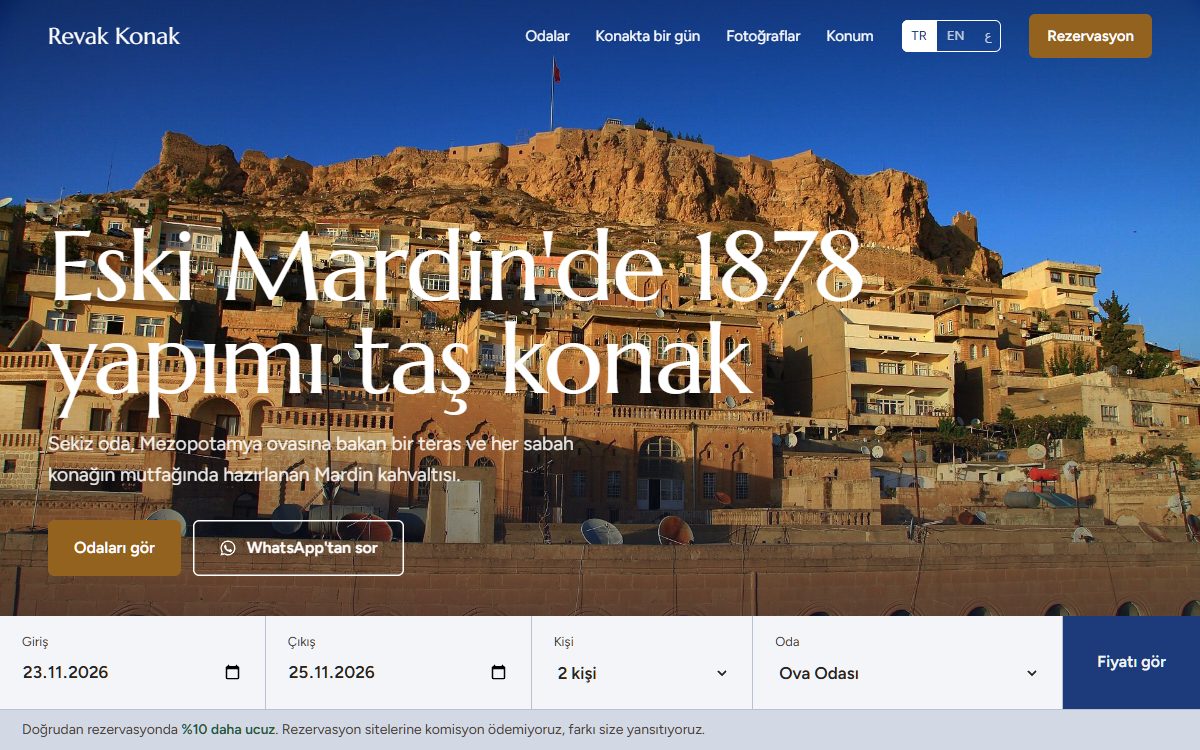 Revak Konak
Odalar Konakta bir gün Fotoğraflar Konum TR EN ع Rezervasyon
Eski Mardin'de 1878
yapımı taş konak
Sekiz oda, Mezopotamya ovasına bakan bir teras ve her sabah
konağın mutfağında hazırlanan Mardin kahvaltısı.
Odaları gör WhatsApp'tan sor
Giriş Çıkış Kişi Oda
23.11.2026 25.11.2026 2 kişi Ova Odası Fiyatı gör
Doğrudan rezervasyonda %10 daha ucuz. Rezervasyon sitelerine komisyon ödemiyoruz, farkı size yansıtıyoruz.